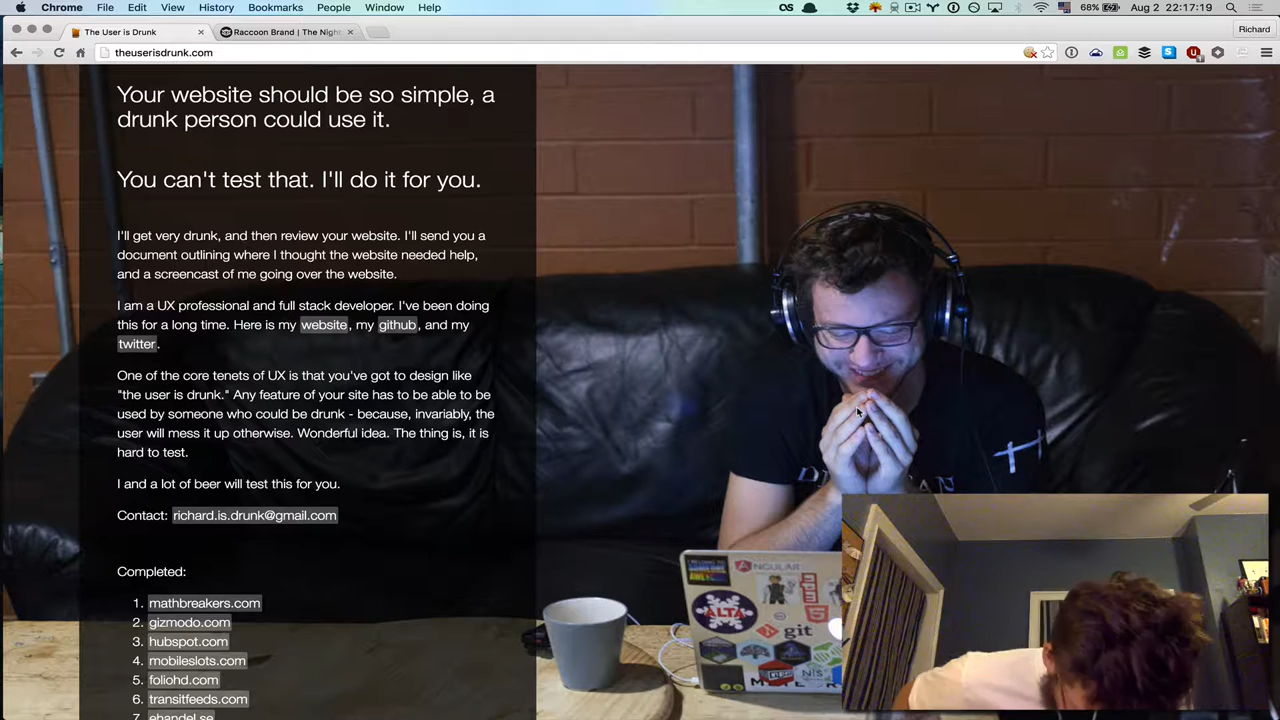 Chrome File Edit View History Bookmarks People Window Help
68% Aug 2 22:17:19
The User is Drunk
Raccoon Brand | The Night
Richard
theuserisdrunk.com
Your website should be so simple, a
drunk person could use it.
You can't test that. I'll do it for you.
I'll get very drunk, and then review your website. I'll send you a
document outlining where I thought the website needed help,
and a screencast of me going over the website.
I am a UX professional and full stack developer. I've been doing
this for a long time. Here is my website, my github, and my
twitter.
One of the core tenets of UX is that you've got to design like
"the user is drunk." Any feature of your site has to be able to be
used by someone who could be drunk - because, invariably, the
user will mess it up otherwise. Wonderful idea. The thing is, it is
hard to test.
I and a lot of beer will test this for you.
Contact: richard.is.drunk@gmail.com
Completed:
1. mathbreakers.com
2. gizmodo.com
3. hubspot.com
4. mobileslots.com
5. foliohd.com
6. transitfeeds.com
7. ehandel.se
ANGULAR
npm
ALTA
git